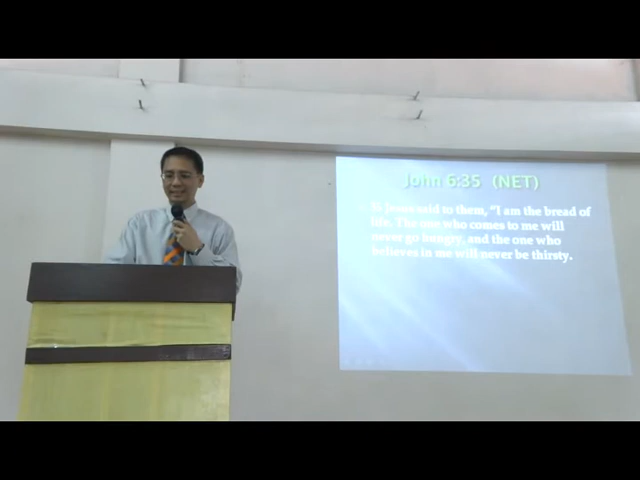 John 6:35 (NET)
35 Jesus said to them, “I am the bread of
life. The one who comes to me will
never go hungry, and the one who
believes in me will never be thirsty.